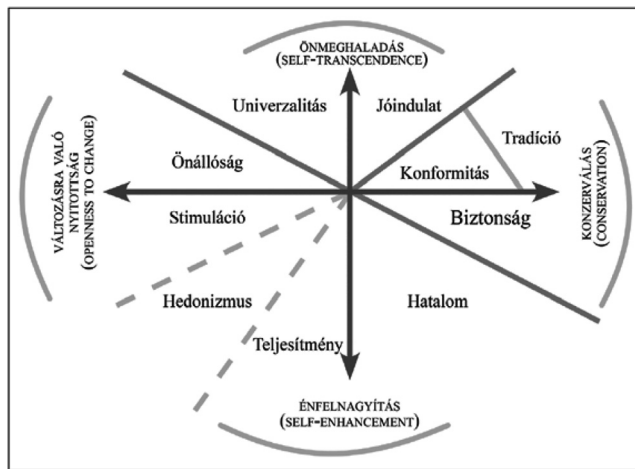 ÖNMEGHALADÁS
(SELF-TRANSCENDENCE)
Univerzalitás
Jóindulat
Tradíció
Önállóság
Konformitás
VÁLTOZÁSRA VALÓ
NYITOTTSÁG
(OPENNESS TO CHANGE)
KONZERVÁLÁS
(CONSERVATION)
Stimuláció
Biztonság
Hedonizmus
Hatalom
Teljesítmény
ÉNFELNAGYÍTÁS
(SELF-ENHANCEMENT)